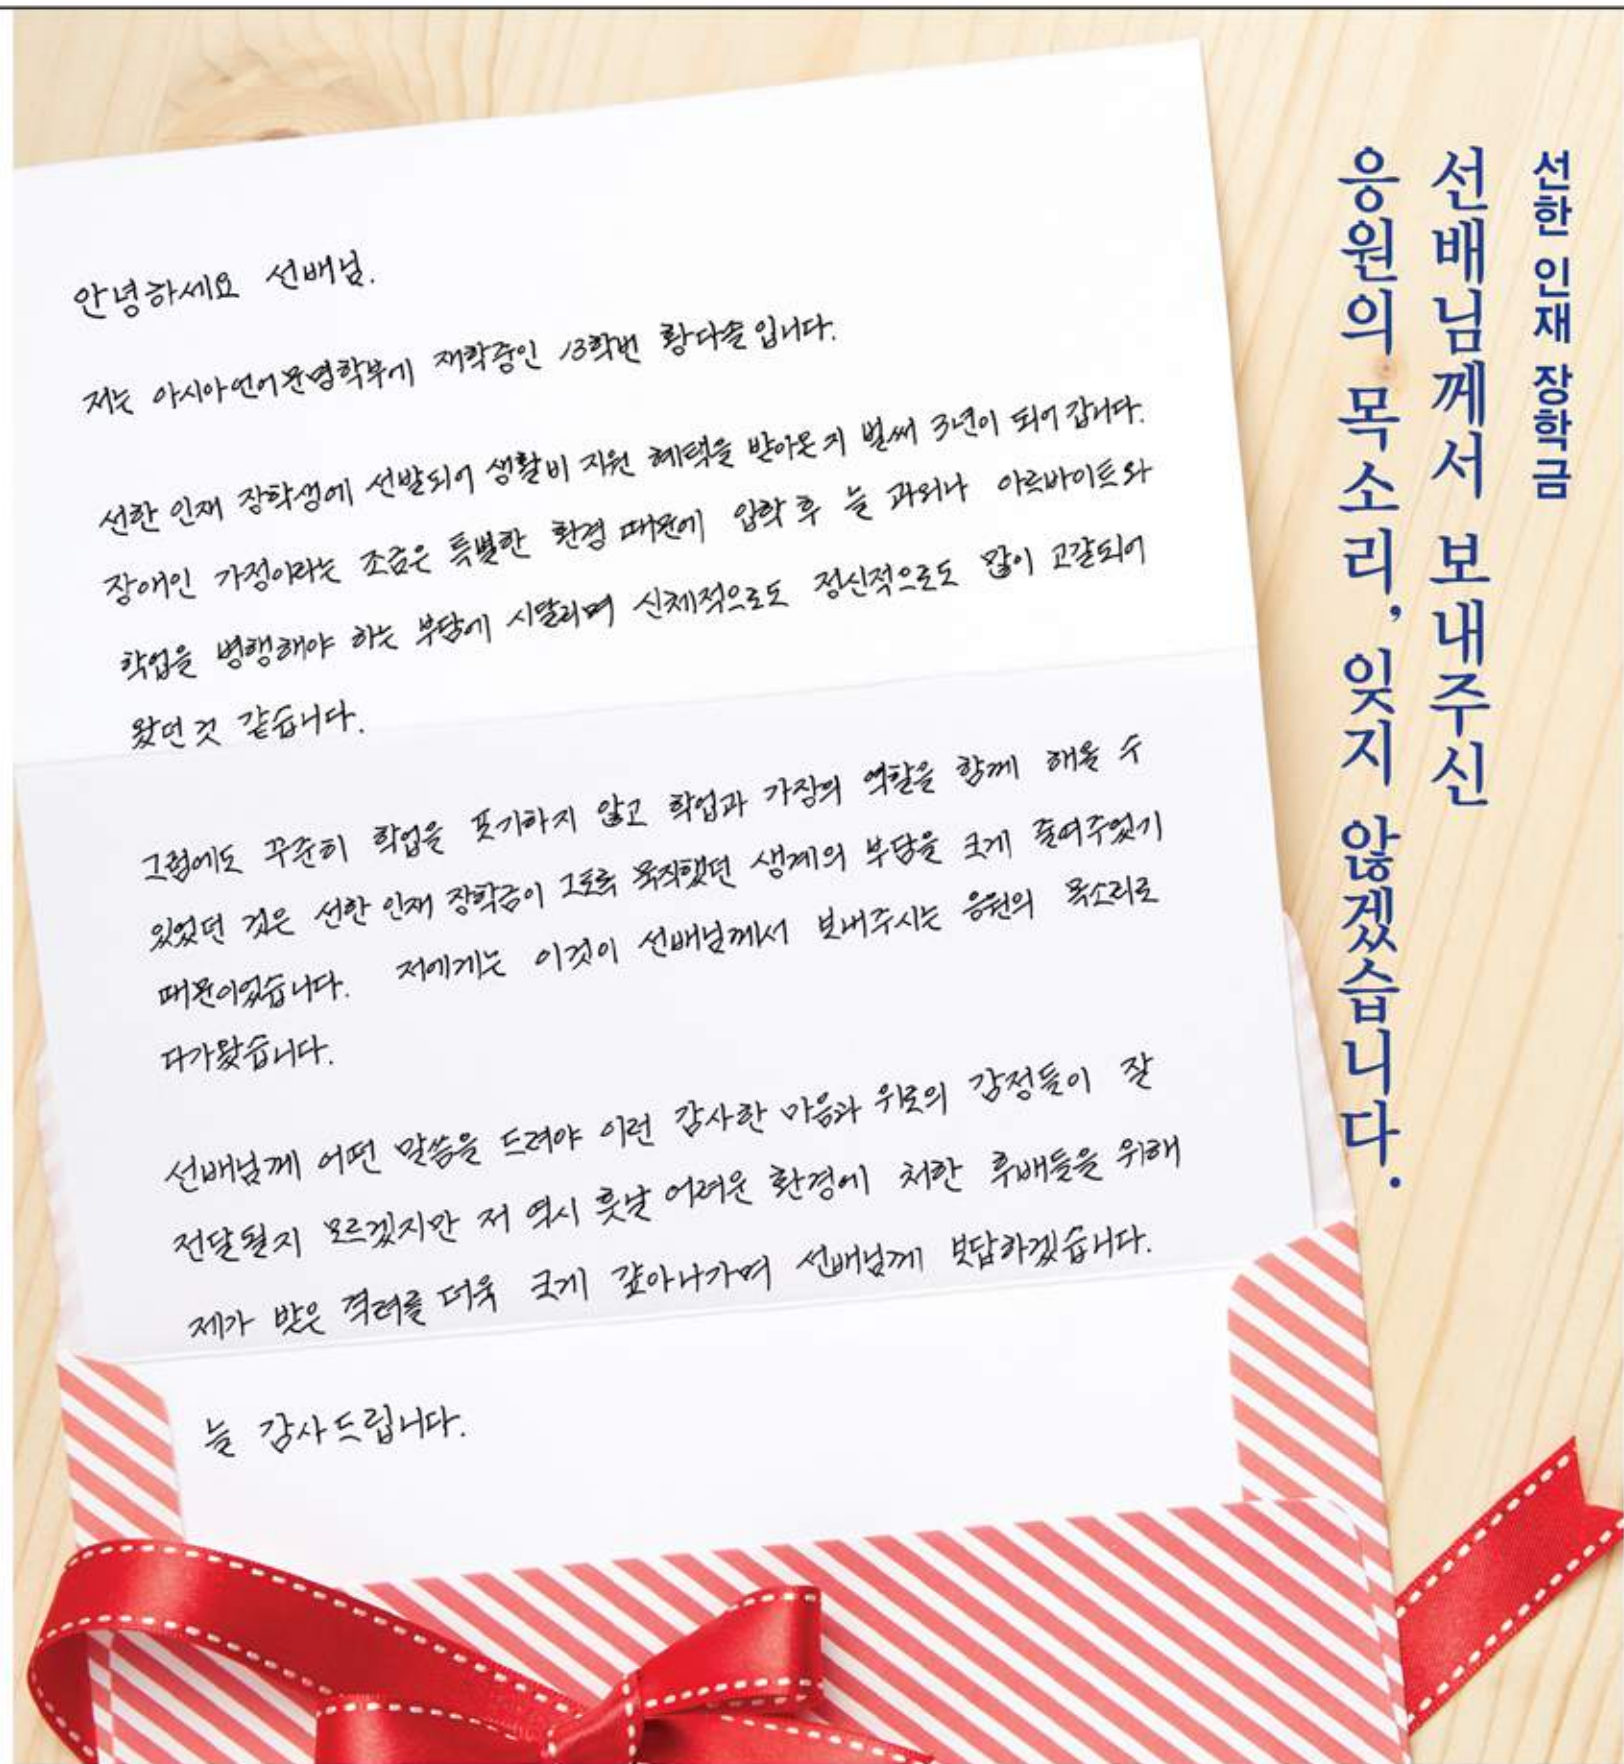 선한 인재 장학금
선배님께서 보내주신
응원의 목소리, 잊지 않겠습니다.
안녕하세요 선배님.
저는 아시아언어문명학부에 재학중인 13학번 황다솔입니다.
선한 인재 장학생에 선발되어 생활비 지원 혜택을 받아온지 벌써 3년이 되어 갑니다.
장애인 가정이라는 조금은 특별한 환경 때문에 입학 후 늘 과외나 아르바이트와
학업을 병행해야 하는 부담에 시달리며 신체적으로도 정신적으로도 많이 고갈되어
왔던 것 같습니다.
그럼에도 꾸준히 학업을 포기하지 않고 학업과 가장의 역할을 함께 해올 수
있었던 것은 선한 인재 장학금이 그토록 묵직했던 생계의 부담을 크게 줄여주었기
때문이었습니다. 저에게는 이것이 선배님께서 보내주시는 응원의 목소리로
다가왔습니다.
선배님께 어떤 말씀을 드려야 이런 감사한 마음과 위로의 감정들이 잘
전달될지 모르겠지만 저 역시 훗날 어려운 환경에 처한 후배들을 위해
제가 받은 격려를 더욱 크게 갚아나가며 선배님께 보답하겠습니다.
늘 감사드립니다.